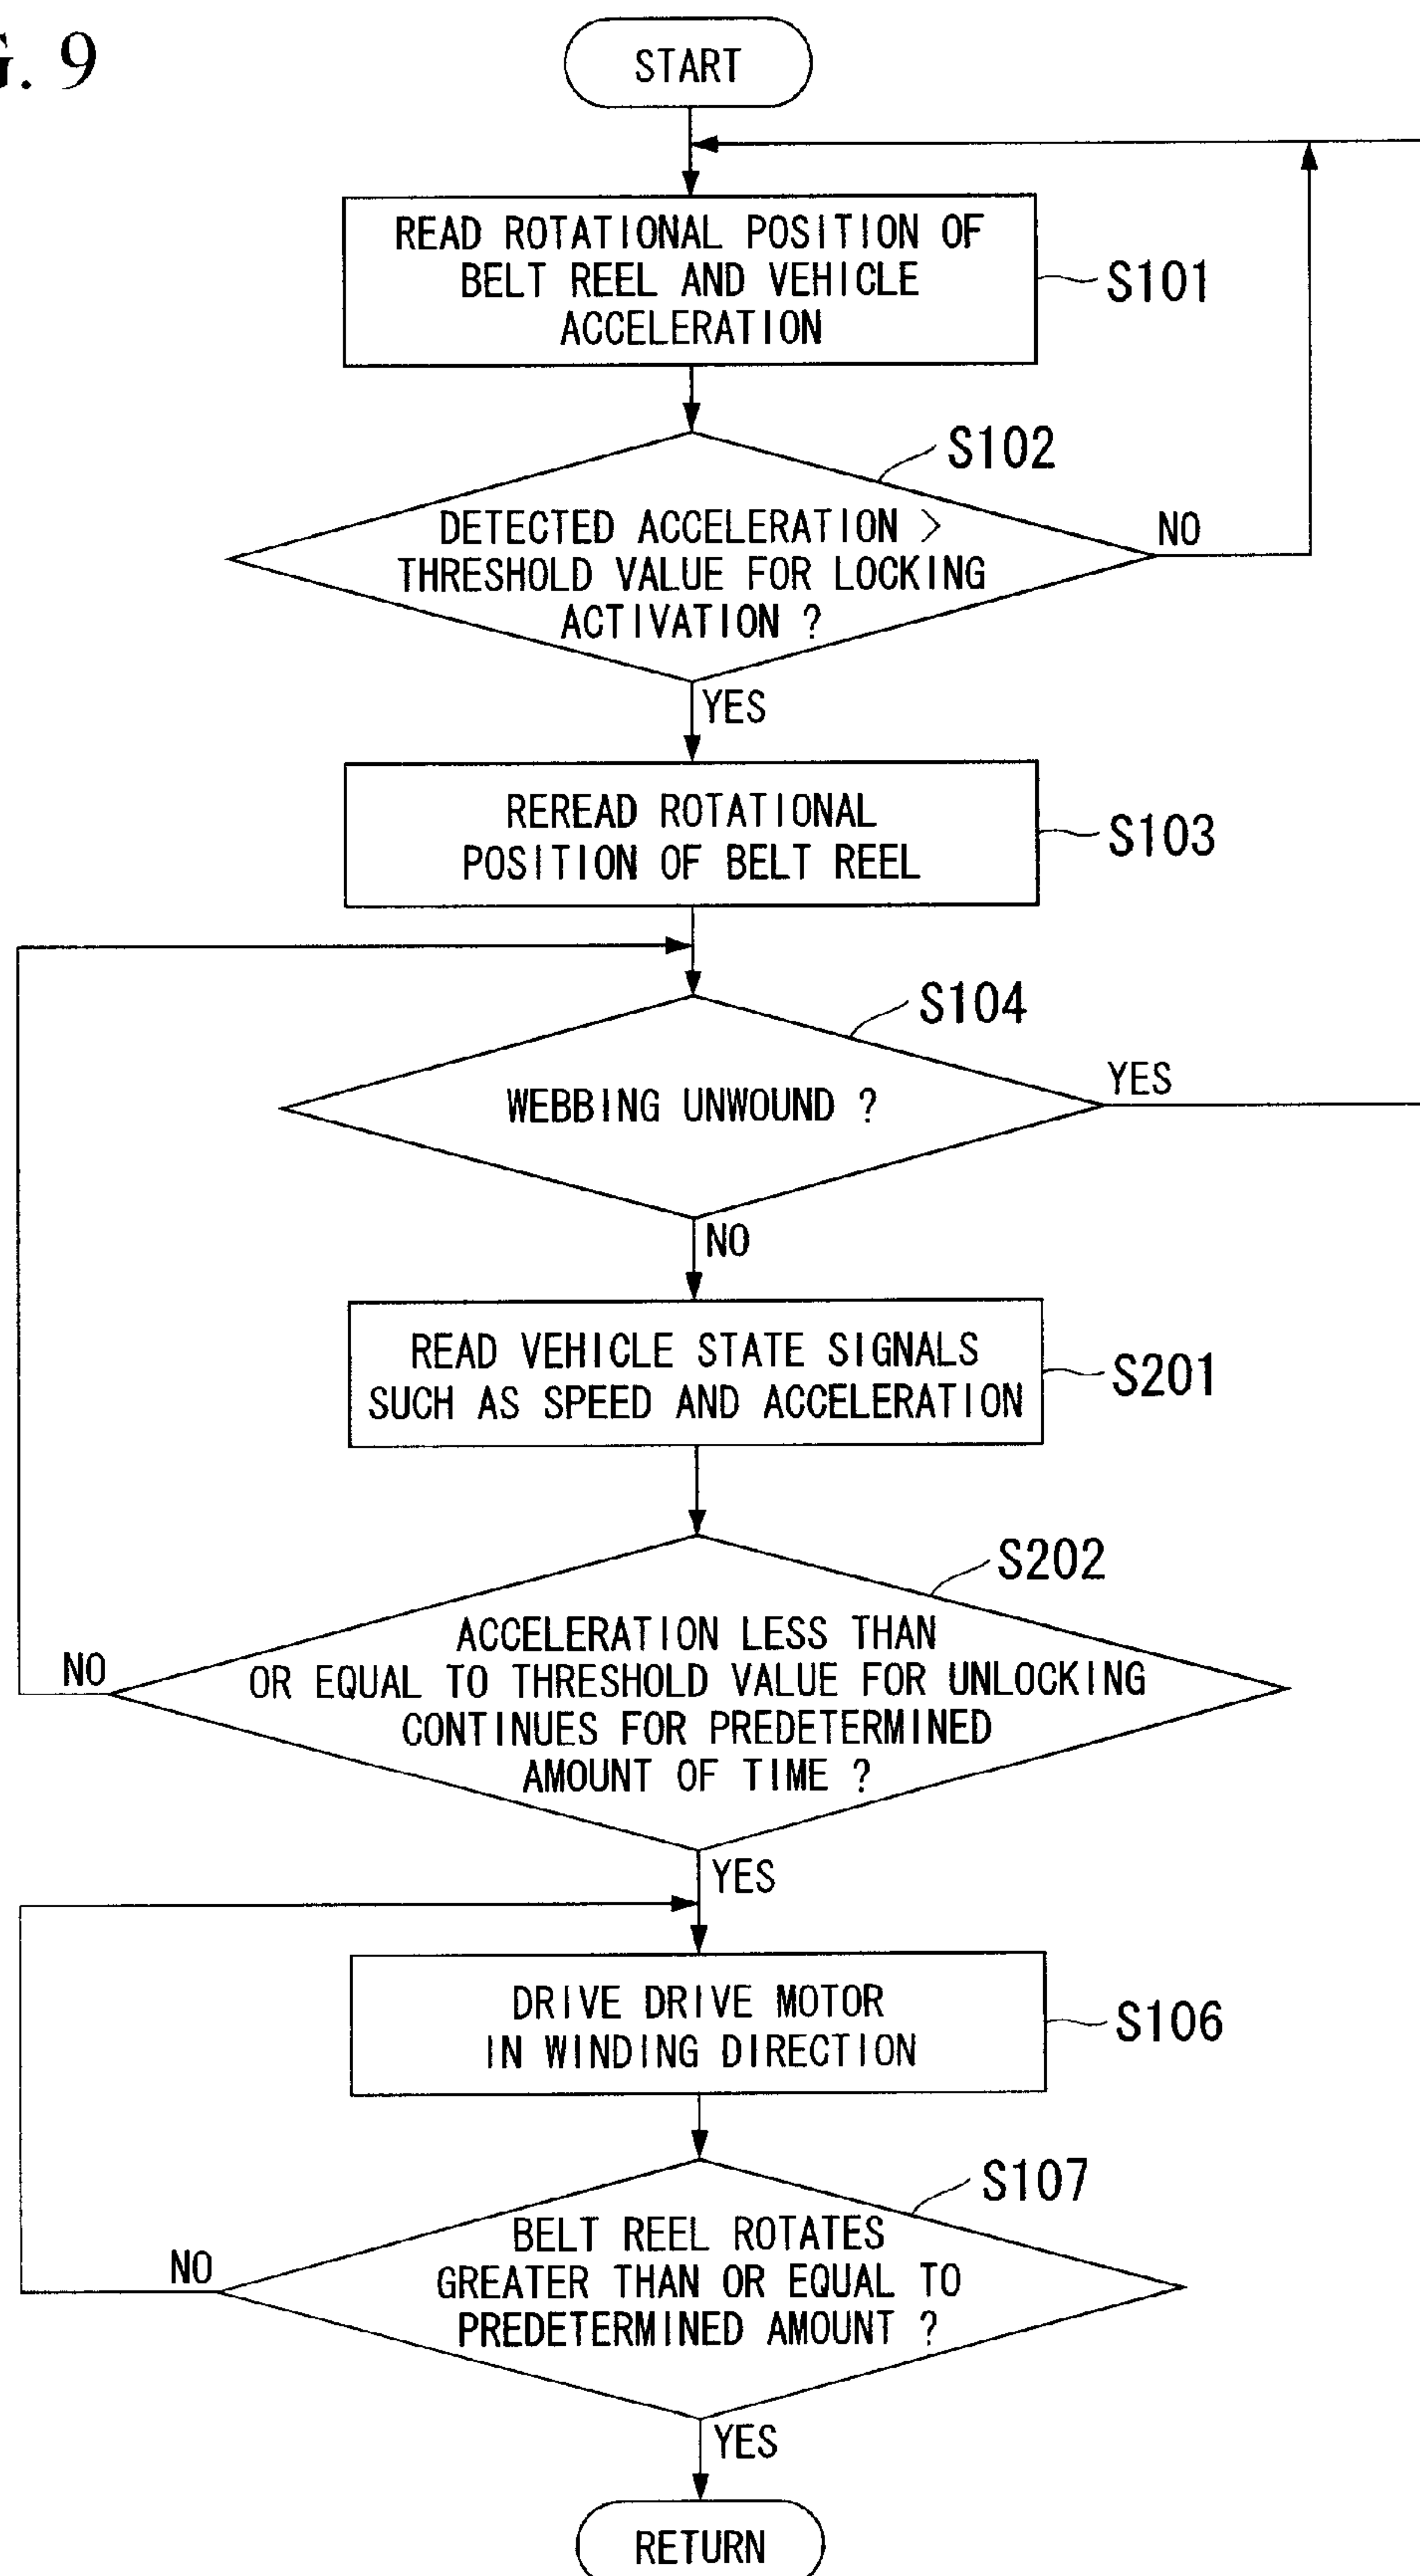 G. 9
START
READ ROTATIONAL POSITION OF
BELT REEL AND VEHICLE
ACCELERATION
S101
S102
DETECTED ACCELERATION >
THRESHOLD VALUE FOR LOCKING
ACTIVATION ?
NO
YES
REREAD ROTATIONAL
POSITION OF BELT REEL
S103
S104
WEBBING UNWOUND ?
YES
NO
READ VEHICLE STATE SIGNALS
SUCH AS SPEED AND ACCELERATION
S201
S202
ACCELERATION LESS THAN
OR EQUAL TO THRESHOLD VALUE FOR UNLOCKING
CONTINUES FOR PREDETERMINED
AMOUNT OF TIME ?
NO
YES
DRIVE DRIVE MOTOR
IN WINDING DIRECTION
S106
S107
BELT REEL ROTATES
GREATER THAN OR EQUAL TO
PREDETERMINED AMOUNT ?
NO
YES
RETURN